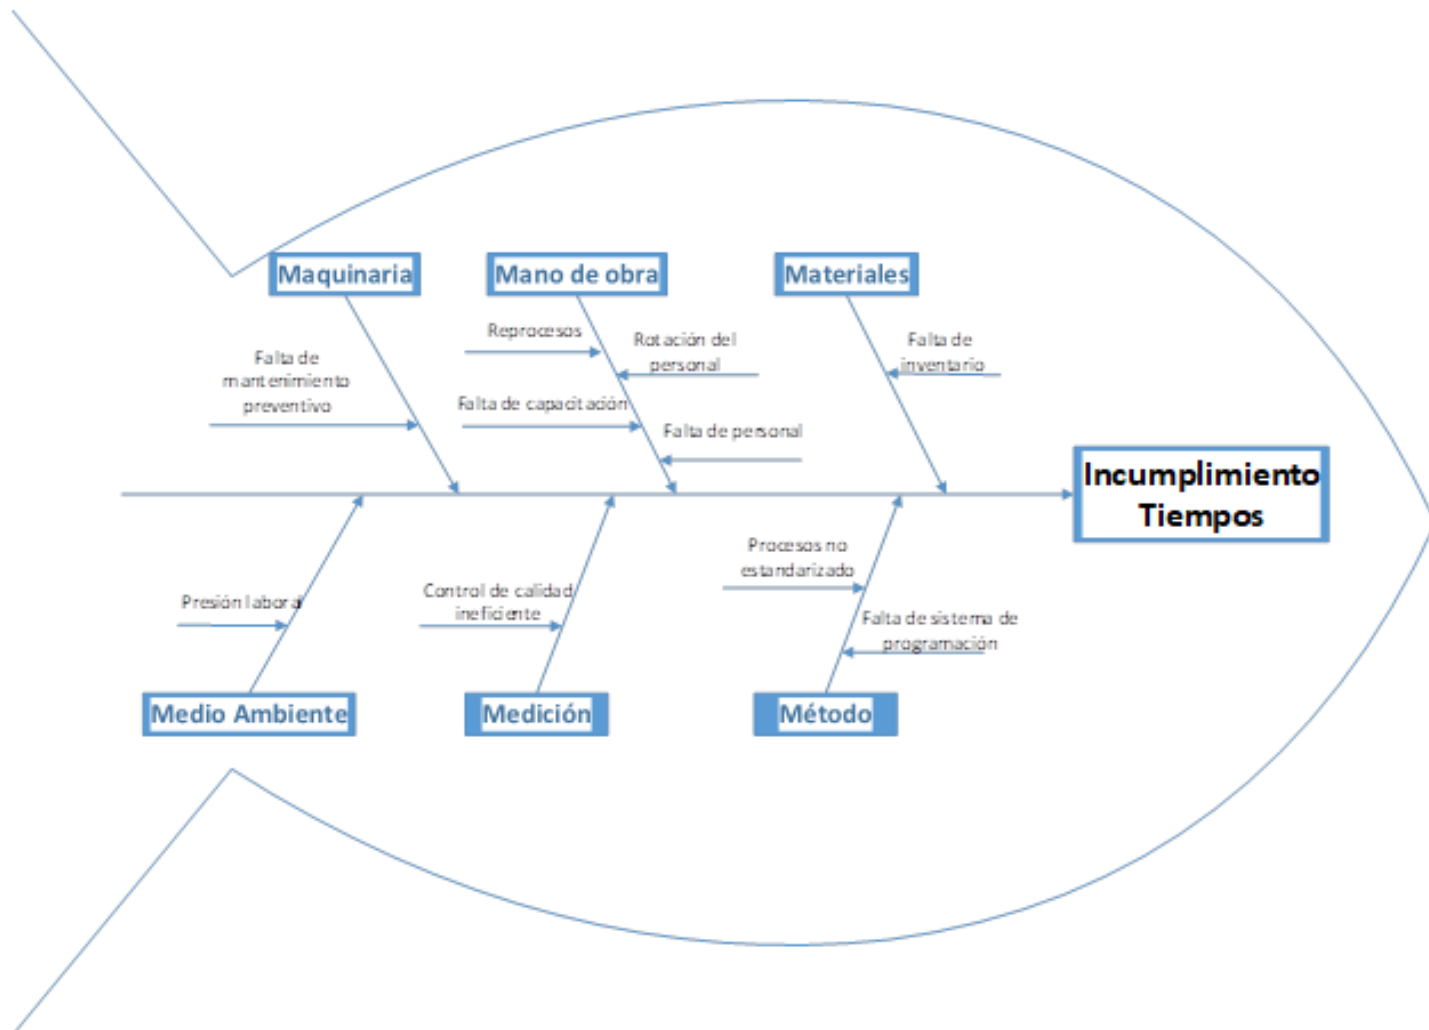 Maquinaria
Mano de obra
Materiales
Falta de
mantenimiento
preventivo
Reprocesos
Rotación del
personal
Falta de capacitación
Falta de personal
Falta de
inventario
Incumplimiento
Tiempos
Presión laboral
Control de calidad
ineficiente
Procesos no
estandarizado
Falta de sistema de
programación
Medio Ambiente
Medición
Método